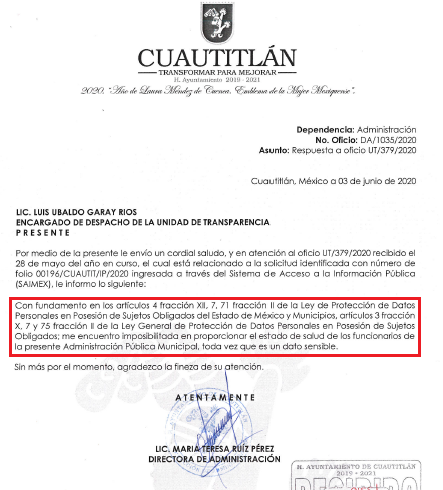 CUAUTITLÁN
TRANSFORMAR PARA MEJORAR
H. Ayuntamiento 2019 - 2021
2020. "Año de Laura Méndez de Cuenca, Emblema de la Mujer Mexiquense".
Dependencia: Administración
No. Oficio: DA/1035/2020
Asunto: Respuesta a oficio UT/379/2020
Cuautitlán, México a 03 de junio de 2020
LIC. LUIS UBALDO GARAY RIOS
ENCARGADO DE DESPACHO DE LA UNIDAD DE TRANSPARENCIA
P R E S E N T E
Por medio de la presente le envío un cordial saludo, y en atención al oficio UT/379/2020 recibido el
28 de mayo del año en curso, el cual está relacionado a la solicitud identificada con número de
folio 00196/CUAUTIT/IP/2020 ingresada a través del Sistema de Acceso a la Información Pública
(SAIMEX), le informo lo siguiente:
Con fundamento en los artículos 4 fracción XII, 7, 71 fracción II de la Ley de Protección de Datos
Personales en Posesión de Sujetos Obligados del Estado de México y Municipios, artículos 3 fracción
X, 7 y 75 fracción II de la Ley General de Protección de Datos Personales en Posesión de Sujetos
Obligados; me encuentro imposibilitada en proporcionar el estado de salud de los funcionarios de
la presente Administración Pública Municipal, toda vez que es un dato sensible.
Sin más por el momento, agradezco la fineza de su atención.
A T E N T A M E N T E
LIC. MARIA TERESA RUÍZ PÉREZ
DIRECTORA DE ADMINISTRACIÓN
H. AYUNTAMIENTO DE CUAUTITLÁN
2019 - 2021